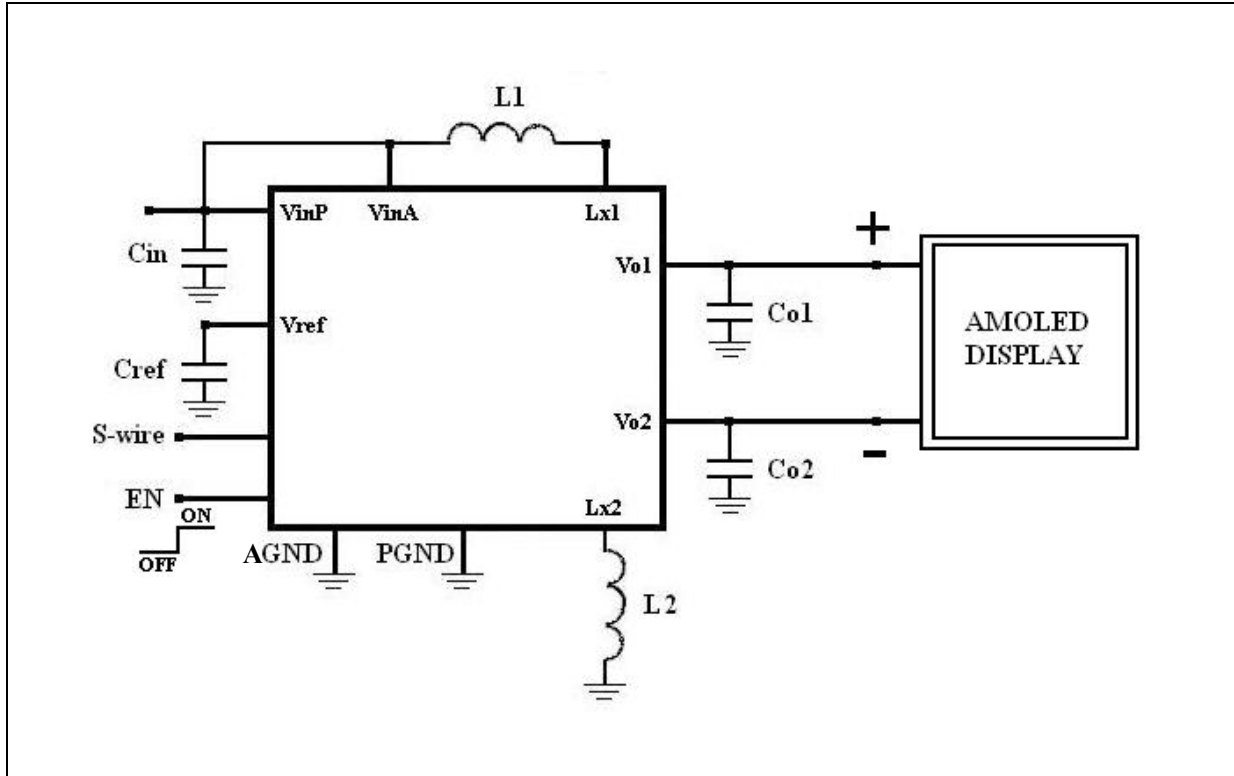 L1
VinP
VinA
Lx1
Cin
Vo1
+
Co1
AMOLED
DISPLAY
Vref
Cref
S-wire
Vo2
-
Co2
EN
ON
OFF
Lx2
AGND
PGND
L2